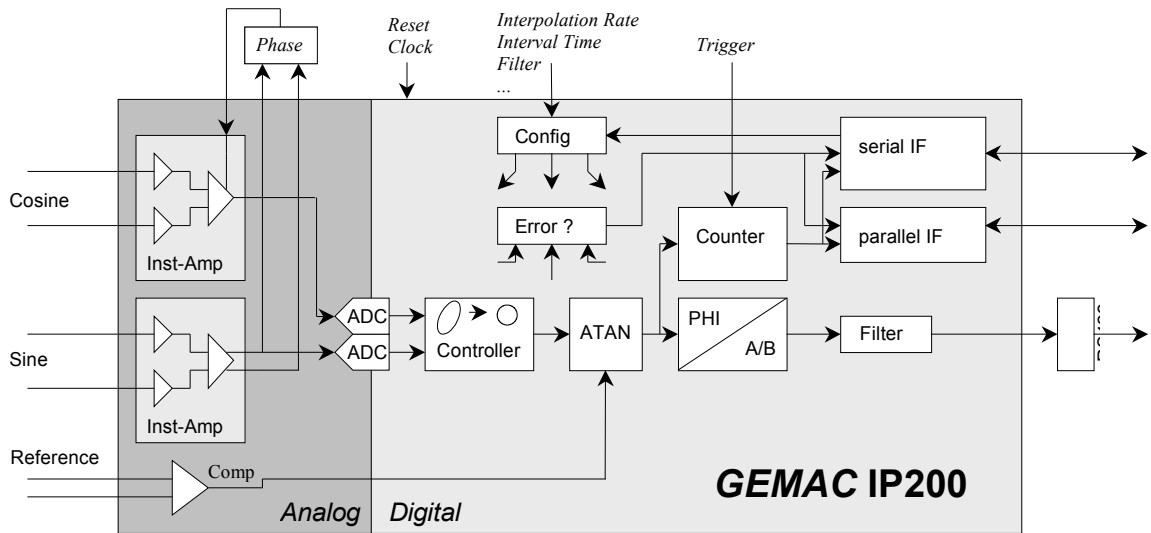 Phase
Reset
Clock
Interpolation Rate
Interval Time
Filter
...
Trigger
Config
serial IF
Cosine
Inst-Amp
Error ?
Counter
parallel IF
ADC
ADC
Controller
ATAN
PHI
A/B
Filter
Sine
Inst-Amp
Reference
Comp
Analog
Digital
GEMAC IP200